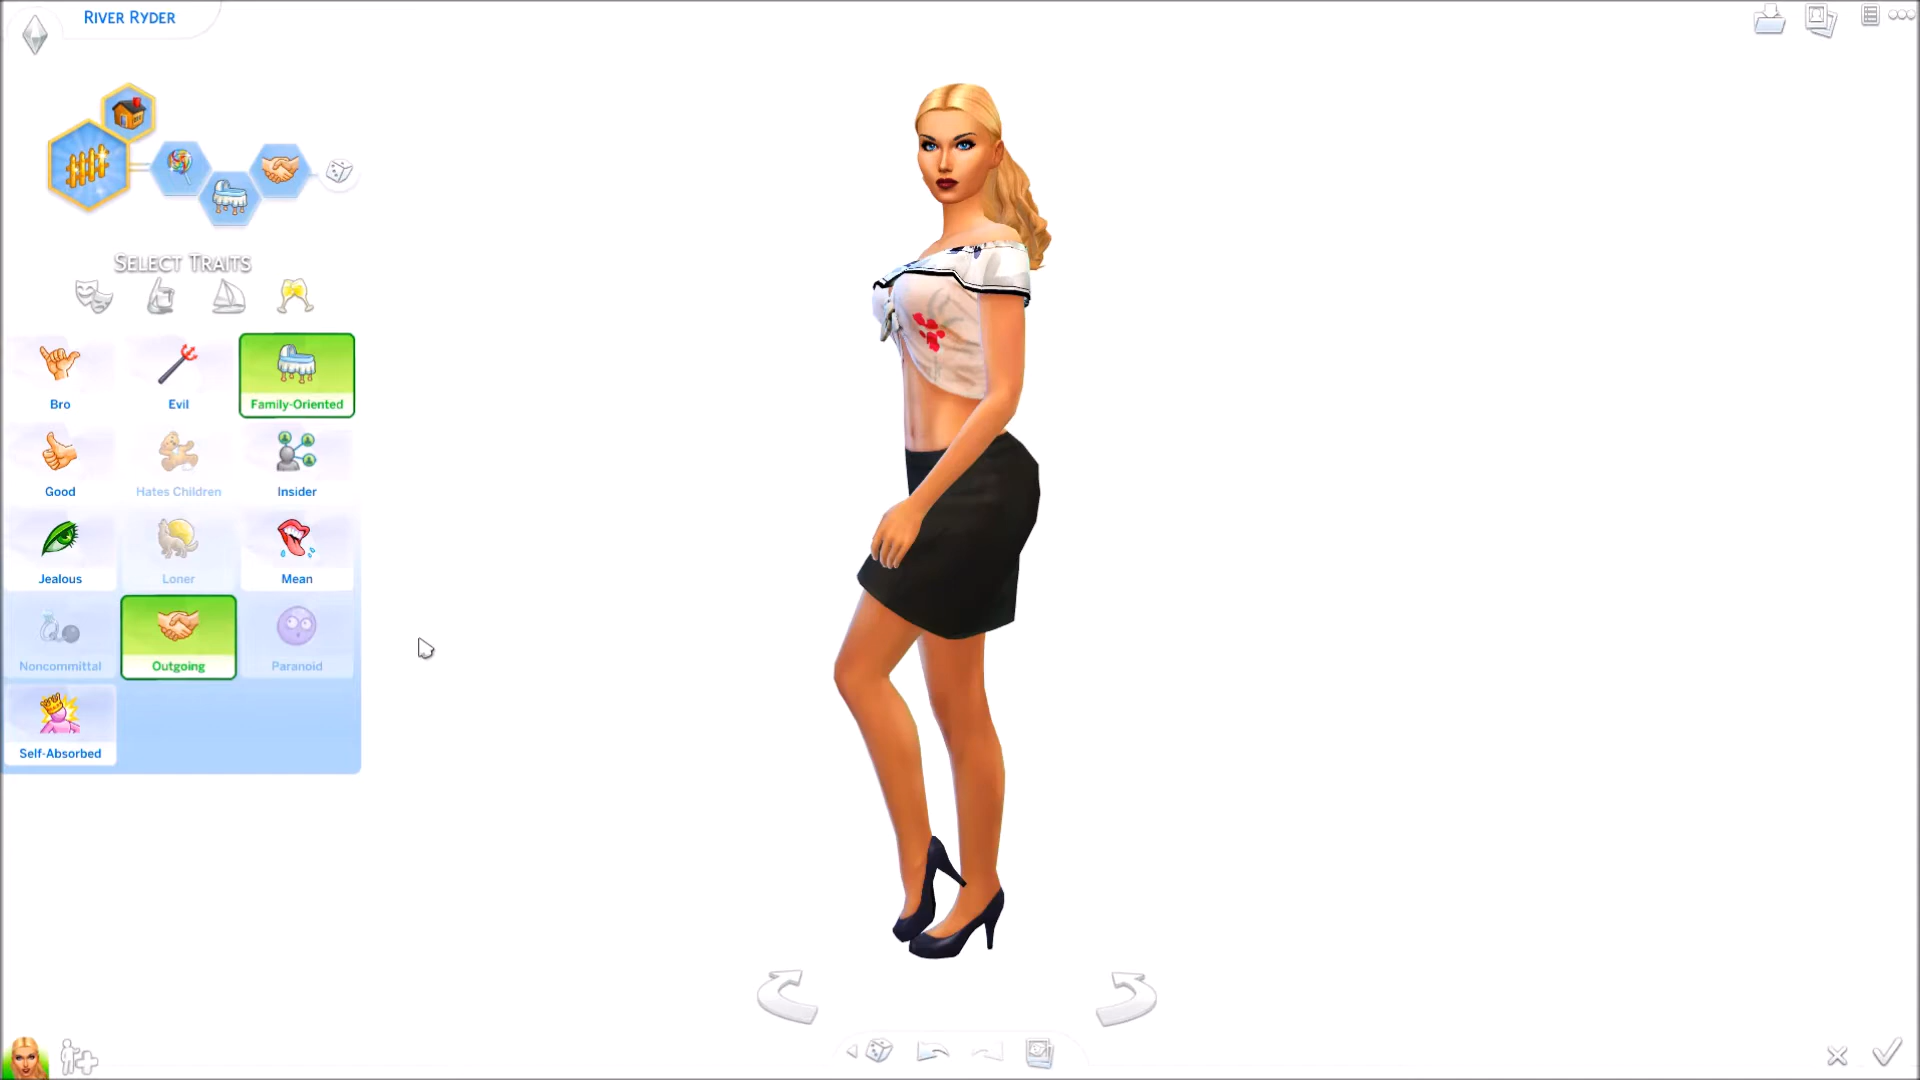 RIVER RYDER
SELECT TRAITS
Bro
Evil
Family-Oriented
Good
Hates Children
Insider
Jealous
Loner
Mean
Noncommittal
Outgoing
Paranoid
Self-Absorbed